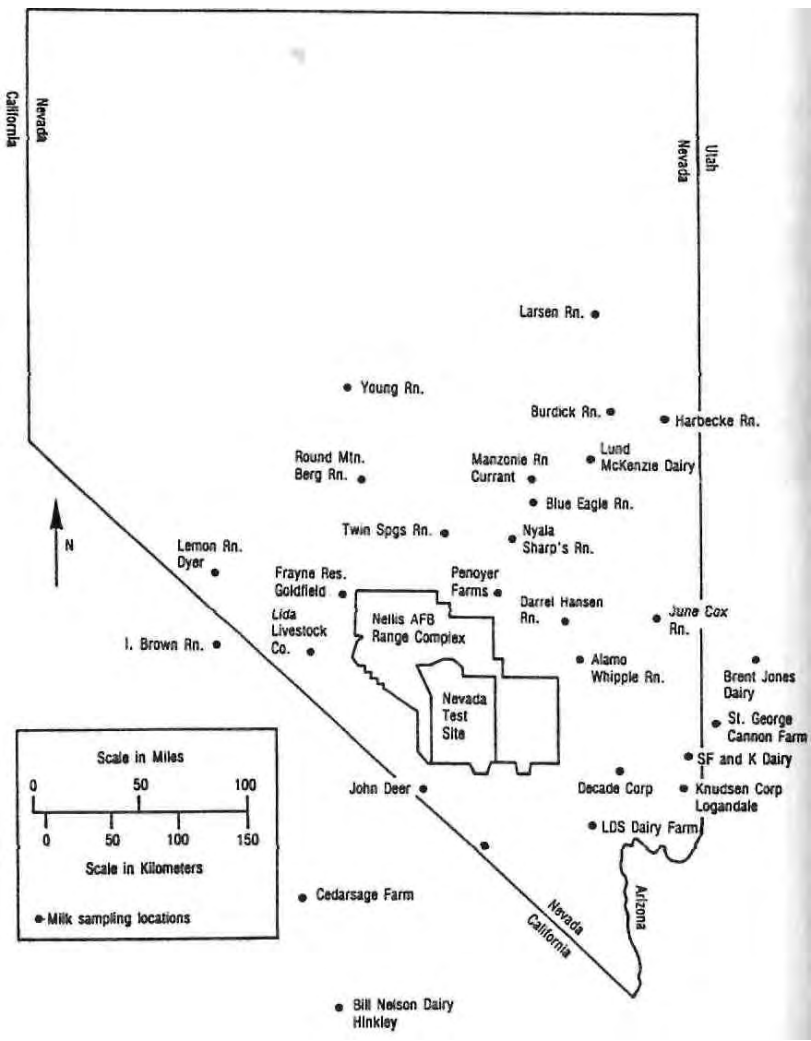 California
Nevada
Nevada
Utah
Larsen Rn.
Young Rn.
Burdick Rn.
Harbecke Rn.
Round Mtn.
Berg Rn.
Manzonie Rn
Currant
Lund
McKenzie Dairy
Blue Eagle Rn.
Twin Spgs Rn.
Nyala
Sharp's Rn.
N
Lemon Rn.
Dyer
Frayne Res.
Goldfield
Penoyer
Farms
Nellis AFB
Range Complex
Darrel Hansen
Rn.
June Cox
Rn.
Lida
Livestock
Co.
I. Brown Rn.
Alamo
Whipple Rn.
Brent Jones
Dairy
Nevada
Test
Site
St. George
Cannon Farm
SF and K Dairy
John Deer
Decade Corp
Knudsen Corp
Logandale
LDS Dairy Farm
Scale in Miles
0 50 100
0 50 100 150
Scale in Kilometers
Milk sampling locations
Cedarsage Farm
Nevada
California
Arizona
Bill Nelson Dairy
Hinkley